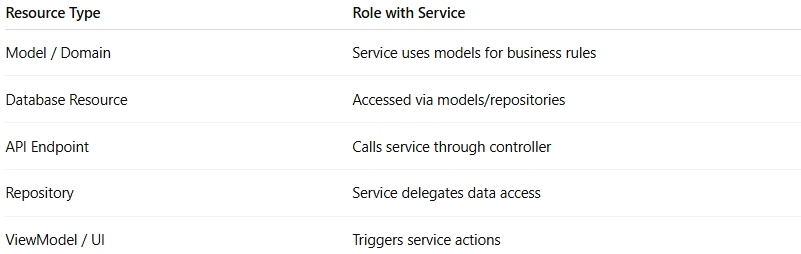 Resource Type Role with Service
Model / Domain Service uses models for business rules
Database Resource Accessed via models/repositories
API Endpoint Calls service through controller
Repository Service delegates data access
ViewModel / UI Triggers service actions